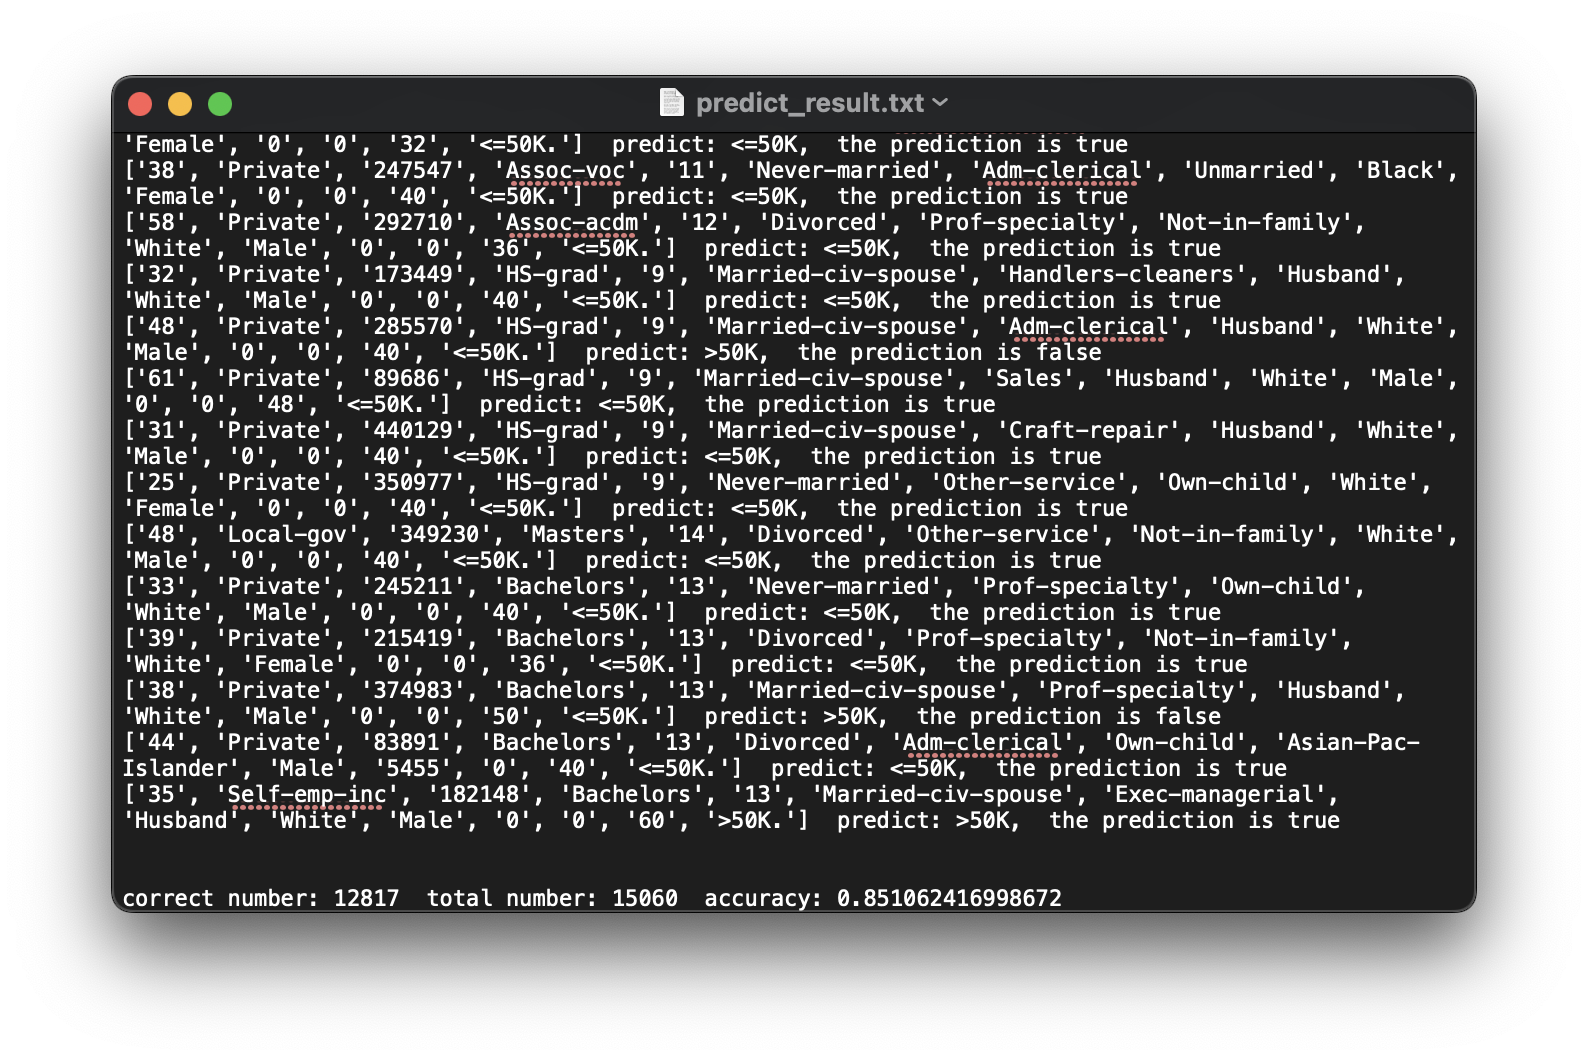 predict_result.txt
'Female', '0', '0', '32', '<=50K.']  predict: <=50K,  the prediction is true
['38', 'Private', '247547', 'Assoc-voc', '11', 'Never-married', 'Adm-clerical', 'Unmarried', 'Black',
'Female', '0', '0', '40', '<=50K.']  predict: <=50K,  the prediction is true
['58', 'Private', '292710', 'Assoc-acdm', '12', 'Divorced', 'Prof-specialty', 'Not-in-family',
'White', 'Male', '0', '0', '36', '<=50K.']  predict: <=50K,  the prediction is true
['32', 'Private', '173449', 'HS-grad', '9', 'Married-civ-spouse', 'Handlers-cleaners', 'Husband',
'White', 'Male', '0', '0', '40', '<=50K.']  predict: <=50K,  the prediction is true
['48', 'Private', '285570', 'HS-grad', '9', 'Married-civ-spouse', 'Adm-clerical', 'Husband', 'White',
'Male', '0', '0', '40', '<=50K.']  predict: >50K,  the prediction is false
['61', 'Private', '89686', 'HS-grad', '9', 'Married-civ-spouse', 'Sales', 'Husband', 'White', 'Male',
'0', '0', '48', '<=50K.']  predict: <=50K,  the prediction is true
['31', 'Private', '440129', 'HS-grad', '9', 'Married-civ-spouse', 'Craft-repair', 'Husband', 'White',
'Male', '0', '0', '40', '<=50K.']  predict: <=50K,  the prediction is true
['25', 'Private', '350977', 'HS-grad', '9', 'Never-married', 'Other-service', 'Own-child', 'White',
'Female', '0', '0', '40', '<=50K.']  predict: <=50K,  the prediction is true
['48', 'Local-gov', '349230', 'Masters', '14', 'Divorced', 'Other-service', 'Not-in-family', 'White',
'Male', '0', '0', '40', '<=50K.']  predict: <=50K,  the prediction is true
['33', 'Private', '245211', 'Bachelors', '13', 'Never-married', 'Prof-specialty', 'Own-child',
'White', 'Male', '0', '0', '40', '<=50K.']  predict: <=50K,  the prediction is true
['39', 'Private', '215419', 'Bachelors', '13', 'Divorced', 'Prof-specialty', 'Not-in-family',
'White', 'Female', '0', '0', '36', '<=50K.']  predict: <=50K,  the prediction is true
['38', 'Private', '374983', 'Bachelors', '13', 'Married-civ-spouse', 'Prof-specialty', 'Husband',
'White', 'Male', '0', '0', '50', '<=50K.']  predict: >50K,  the prediction is false
['44', 'Private', '83891', 'Bachelors', '13', 'Divorced', 'Adm-clerical', 'Own-child', 'Asian-Pac-
Islander', 'Male', '5455', '0', '40', '<=50K.']  predict: <=50K,  the prediction is true
['35', 'Self-emp-inc', '182148', 'Bachelors', '13', 'Married-civ-spouse', 'Exec-managerial',
'Husband', 'White', 'Male', '0', '0', '60', '>50K.']  predict: >50K,  the prediction is true
correct number: 12817  total number: 15060  accuracy: 0.851062416998672